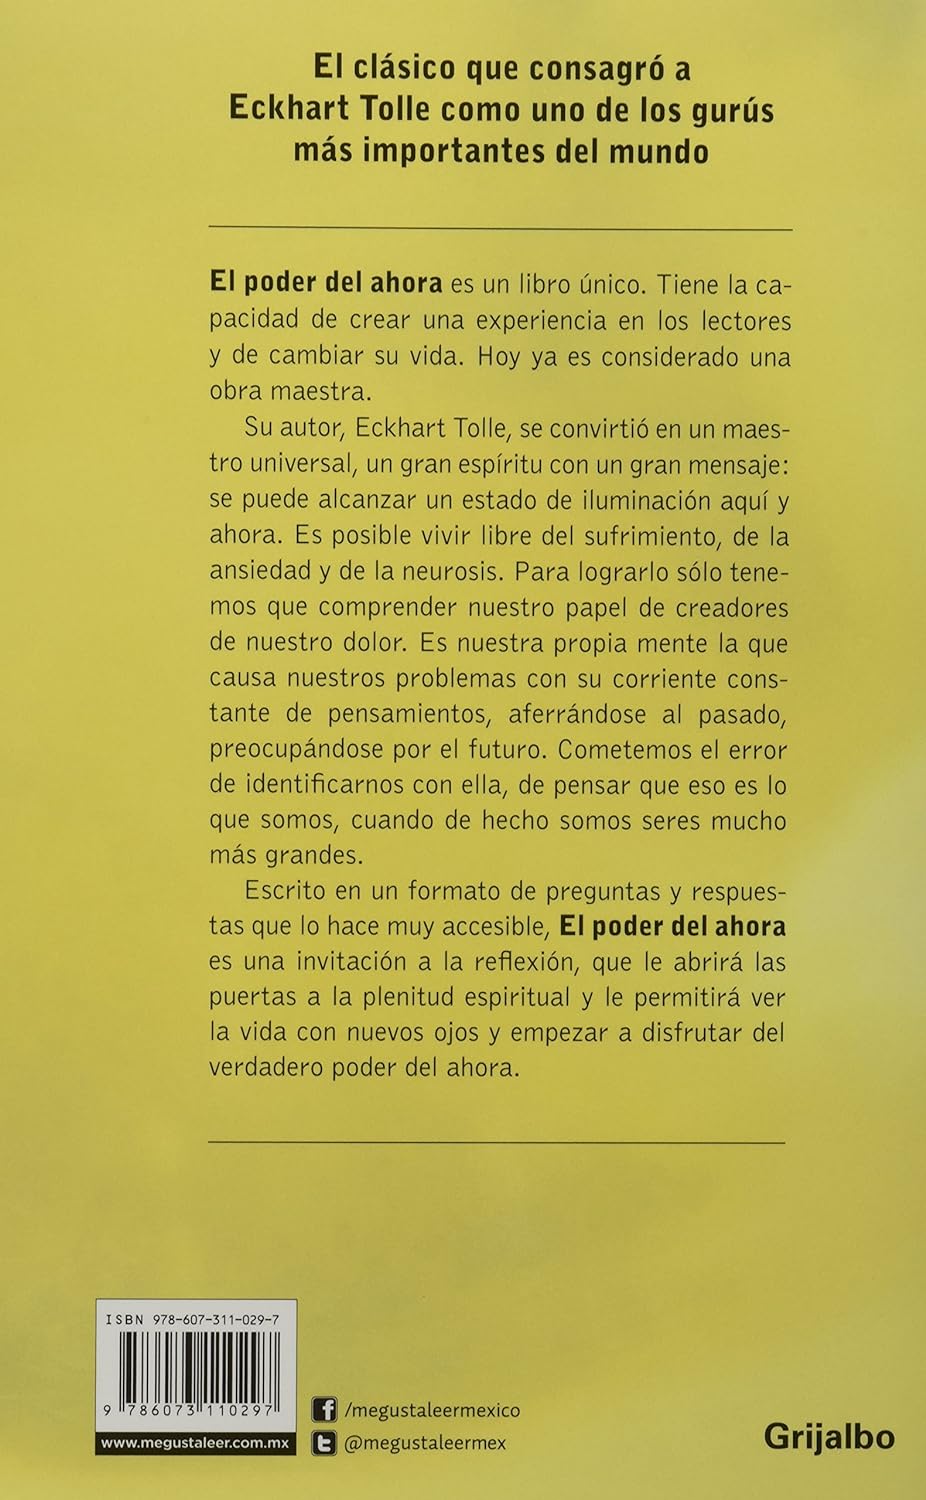 El clásico que consagró a
Eckhart Tolle como uno de los gurús
más importantes del mundo
El poder del ahora es un libro único. Tiene la ca-
pacidad de crear una experiencia en los lectores
y de cambiar su vida. Hoy ya es considerado una
obra maestra.
Su autor, Eckhart Tolle, se convirtió en un maes-
tro universal, un gran espíritu con un gran mensaje:
se puede alcanzar un estado de iluminación aquí y
ahora. Es posible vivir libre del sufrimiento, de la
ansiedad y de la neurosis. Para lograrlo sólo tene-
mos que comprender nuestro papel de creadores
de nuestro dolor. Es nuestra propia mente la que
causa nuestros problemas con su corriente cons-
tante de pensamientos, aferrándose al pasado,
preocupándose por el futuro. Cometemos el error
de identificarnos con ella, de pensar que eso es lo
que somos, cuando de hecho somos seres mucho
más grandes.
Escrito en un formato de preguntas y respues-
tas que lo hace muy accesible, El poder del ahora
es una invitación a la reflexión, que le abrirá las
puertas a la plenitud espiritual y le permitirá ver
la vida con nuevos ojos y empezar a disfrutar del
verdadero poder del ahora.
ISBN 978-607-311-029-7
9 786073 110297
www.megustaleer.com.mx
f /megustaleermexico
t @megustaleermex
Grijalbo